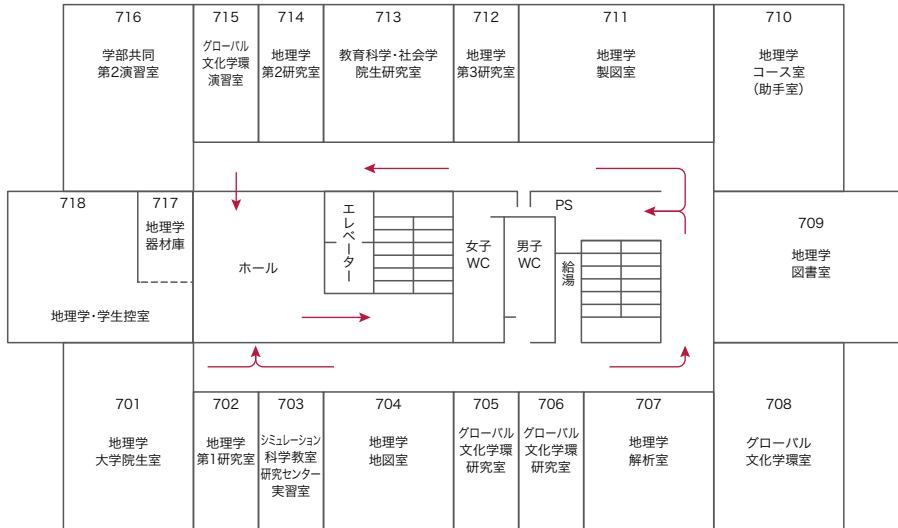 716
学部共同
第2演習室
715
グローバル
文化学環
演習室
714
地理学
第2研究室
713
教育科学・社会学
院生研究室
712
地理学
第3研究室
711
地理学
製図室
710
地理学
コース室
(助手室)
718
地理学・学生控室
717
地理学
器材庫
ホール
エレベーター
女子
WC
男子
WC
PS
給湯
709
地理学
図書室
701
地理学
大学院生室
702
地理学
第1研究室
703
シミュレーション
科学教室
研究センター
実習室
704
地理学
地図室
705
グローバル
文化学環
研究室
706
グローバル
文化学環
研究室
707
地理学
解析室
708
グローバル
文化学環室